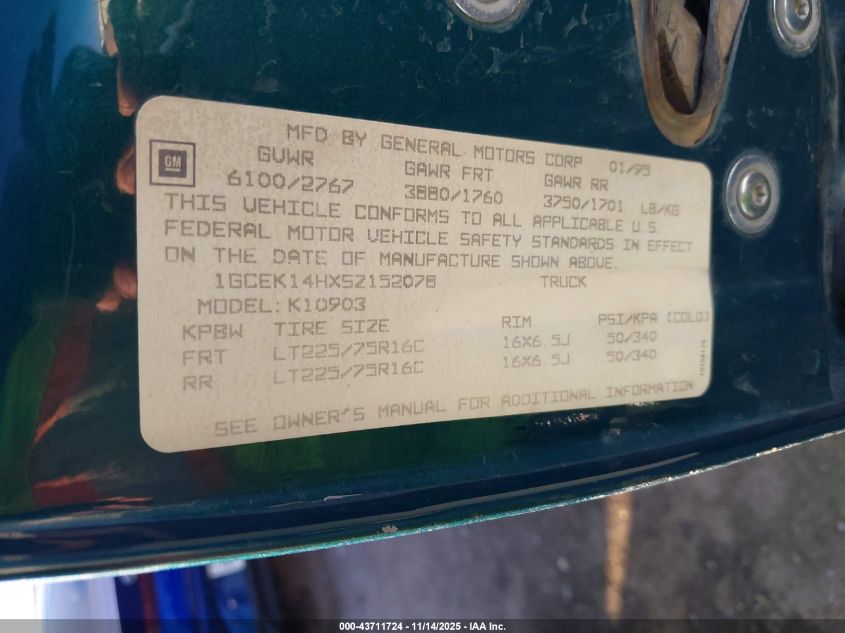 MFD BY GENERAL MOTORS CORP 01/95
GM
GVWR GAWR FRT GAWR RR
6100/2767 3880/1760 3750/1701 LB/KG
THIS VEHICLE CONFORMS TO ALL APPLICABLE U.S.
FEDERAL MOTOR VEHICLE SAFETY STANDARDS IN EFFECT
ON THE DATE OF MANUFACTURE SHOWN ABOVE.
1GCEK14HXSZ152078 TRUCK
MODEL: K10903
KPBW TIRE SIZE RIM PSI/KPA (COLD)
FRT LT225/75R16C 16X6.5J 50/340
RR LT225/75R16C 16X6.5J 50/340
SEE OWNER'S MANUAL FOR ADDITIONAL INFORMATION
000-43711724 - 11/14/2025 - IAA Inc.